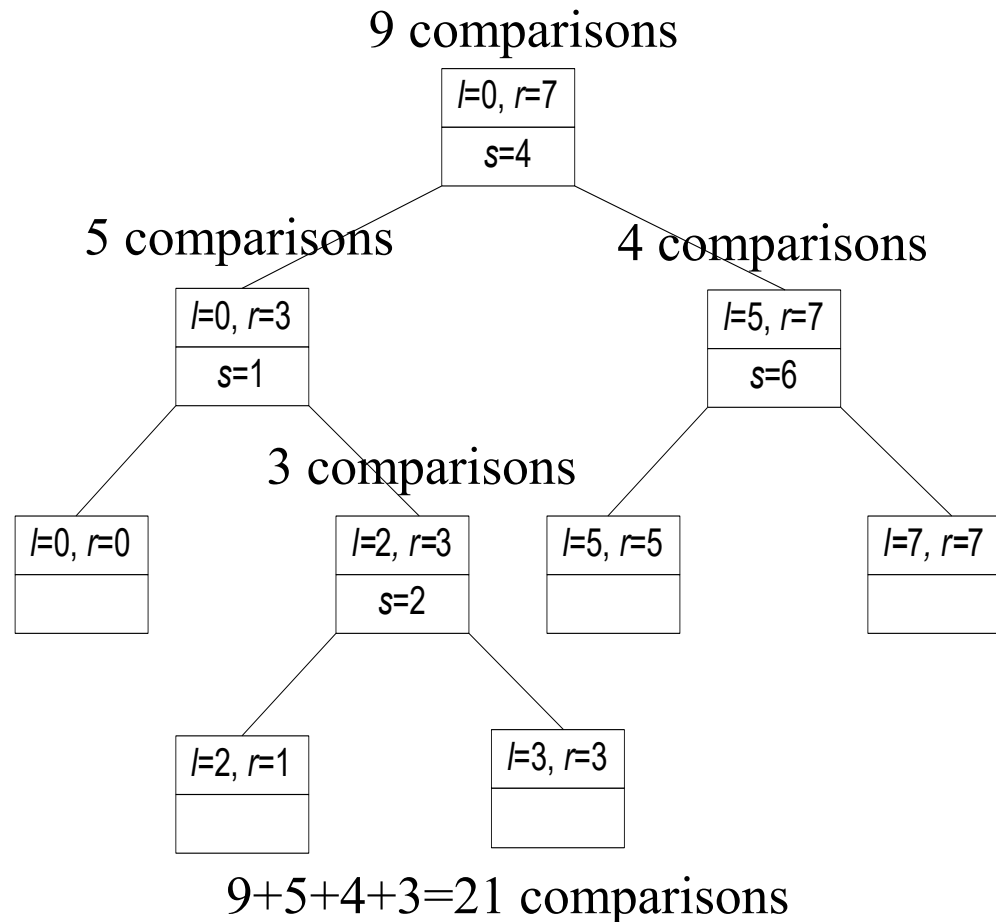 9 comparisons
l=0, r=7
s=4
5 comparisons
4 comparisons
l=0, r=3
s=1
l=5, r=7
s=6
3 comparisons
l=0, r=0
l=2, r=3
s=2
l=5, r=5
l=7, r=7
l=2, r=1
l=3, r=3
9+5+4+3=21 comparisons